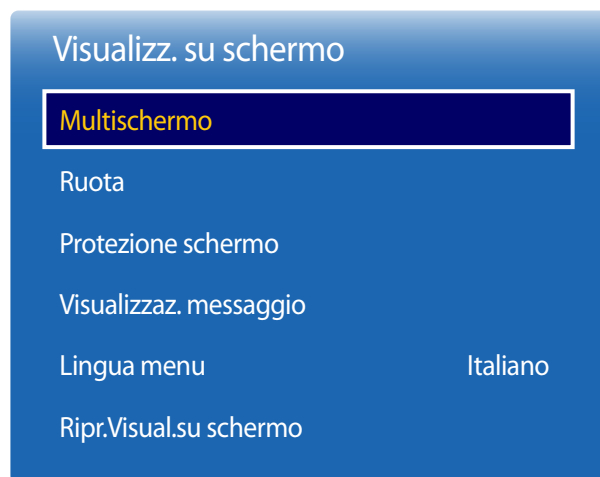 Visualizz. su schermo
Multischermo
Ruota
Protezione schermo
Visualizzaz. messaggio
Lingua menu Italiano
Ripr.Visual.su schermo